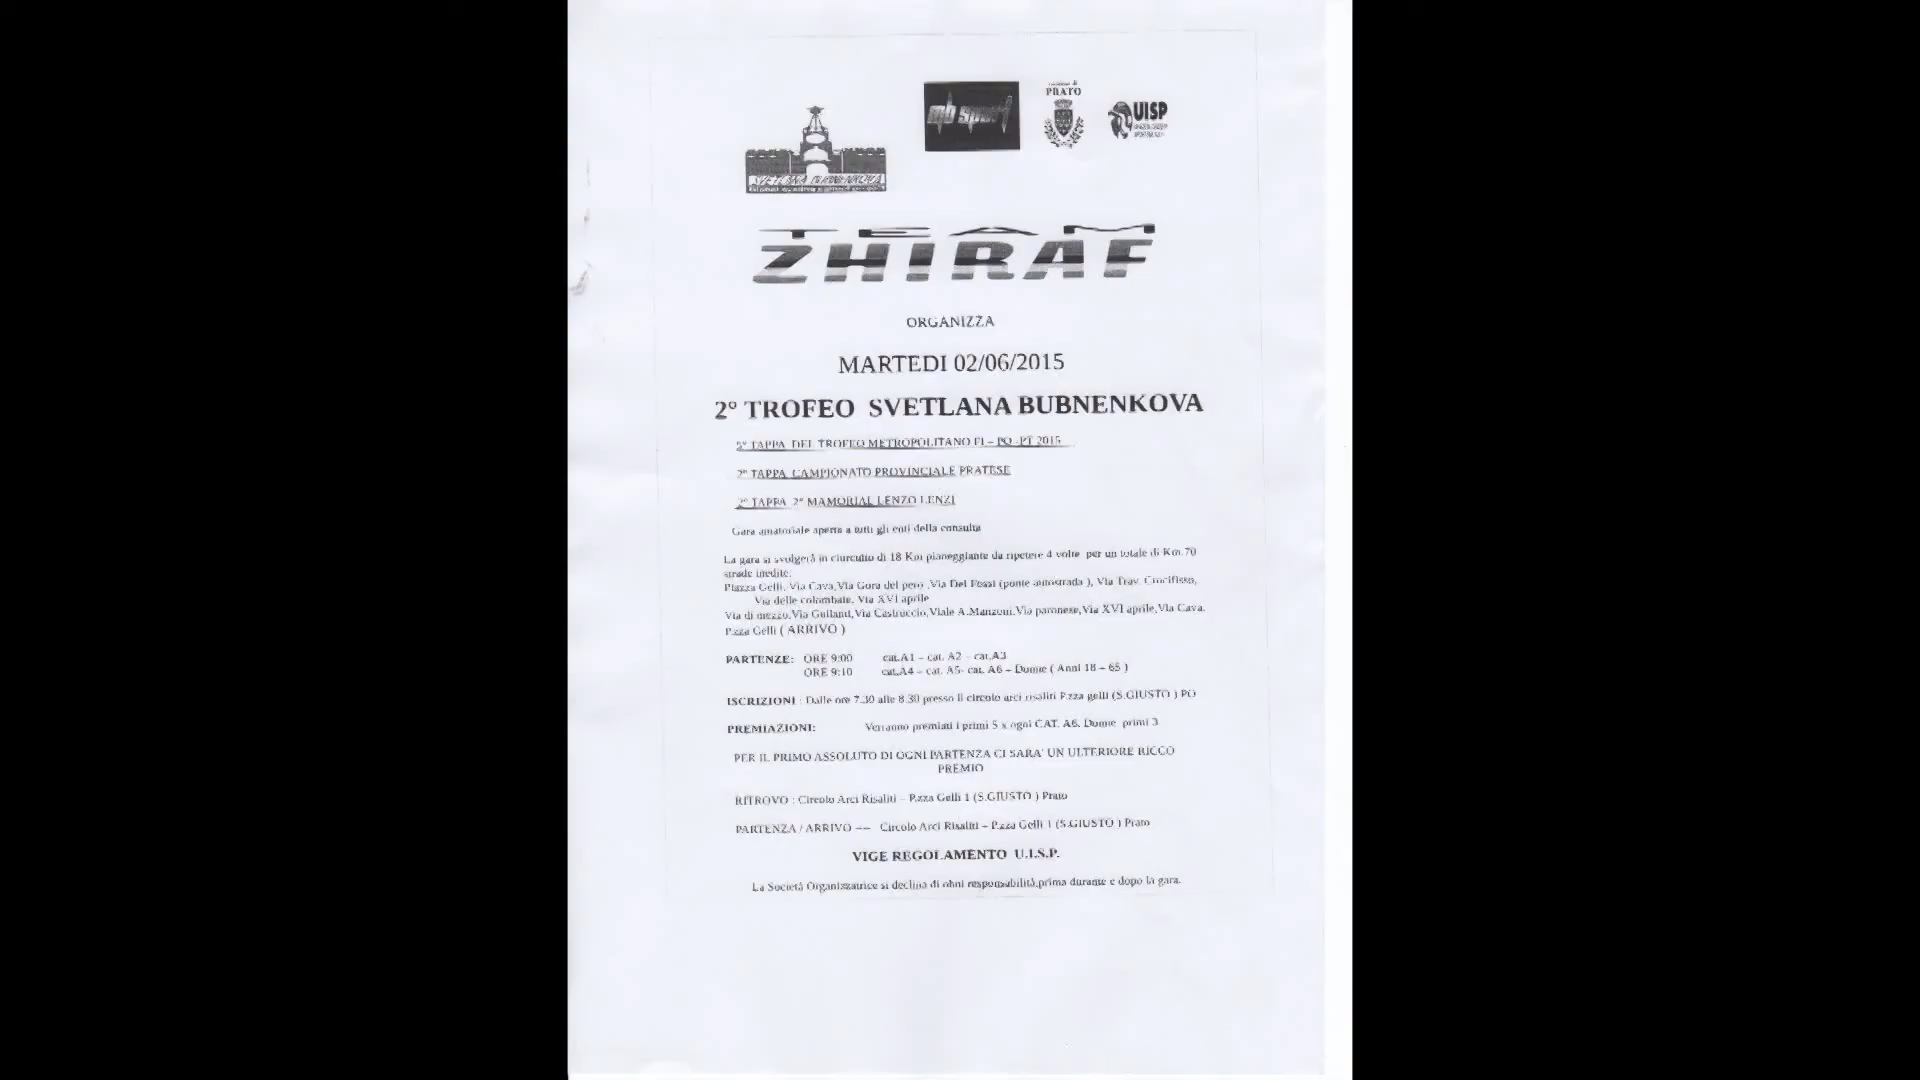 mb sport
PRATO
UISP
TEAM
ZHIRAF
ORGANIZZA
MARTEDI 02/06/2015
2° TROFEO SVETLANA BUBNENKOVA
5° TAPPA DEL TROFEO METROPOLITANO FI – PO -PT 2015
2° TAPPA CAMPIONATO PROVINCIALE PRATESE
2° TAPPA 2° MAMORIAL LENZO LENZI
Gara amatoriale aperta a tutti gli enti della consulta
La gara si svolgerà in ciurcuito di 18 Km pianeggiante da ripetere 4 volte per un totale di Km.70
strade inedite:
Piazza Gelli, Via Cava,Via Gora del pero ,Via Del Fossi (ponte autostrada ), Via Trav. Crocifisso,
Via delle colombaie, Via XVI aprile
Via di mezzo,Via Guilanti,Via Castruccio,Viale A.Manzoni,Via paronese,Via XVI aprile,Via Cava.
P.zza Gelli ( ARRIVO )
PARTENZE: ORE 9:00 cat.A1 – cat. A2 – cat.A3
ORE 9:10 cat.A4 – cat. A5- cat. A6 – Donne ( Anni 18 – 65 )
ISCRIZIONI : Dalle ore 7.30 alle 8.30 presso il circolo arci risaliti P.zza gelli (S.GIUSTO ) PO
PREMIAZIONI: Verranno premiati i primi 5 x ogni CAT. A6. Donne primi 3
PER IL PRIMO ASSOLUTO DI OGNI PARTENZA CI SARA' UN ULTERIORE RICCO
PREMIO
RITROVO : Circolo Arci Risaliti – P.zza Gelli 1 (S.GIUSTO ) Prato
PARTENZA / ARRIVO –– Circolo Arci Risaliti – P.zza Gelli 1 (S.GIUSTO ) Prato
VIGE REGOLAMENTO U.I.S.P.
La Società Organizzatrice si declina di ohni responsabilità,prima durante e dopo la gara.